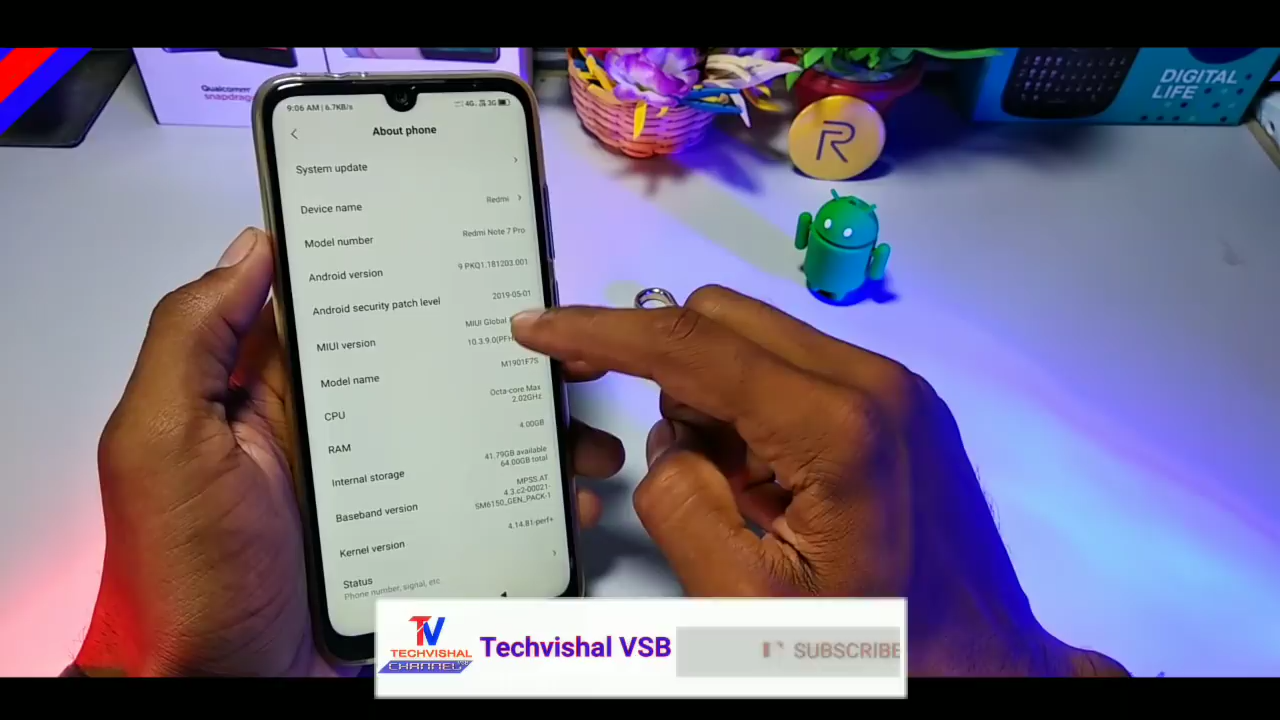 Qualcomm
snapdrag
DIGITAL
LIFE
R
9:06 AM | 6.7KB/s
4G 3G
About phone
System update
Device name Redmi
Model number Redmi Note 7 Pro
Android version 9 PKQ1.181203.001
Android security patch level 2019-05-01
MIUI version MIUI Global
10.3.9.0(PFH
Model name M1901F7S
CPU Octa-core Max
2.02GHz
RAM 4.00GB
Internal storage 41.79GB available
64.00GB total
Baseband version MPSS.AT.
4.3.c2-00021-
SM6150_GEN_PACK-1
Kernel version 4.14.81-perf+
Status
Phone number, signal, etc.
TV
TECHVISHAL
CHANNEL
Techvishal VSB
SUBSCRIBE